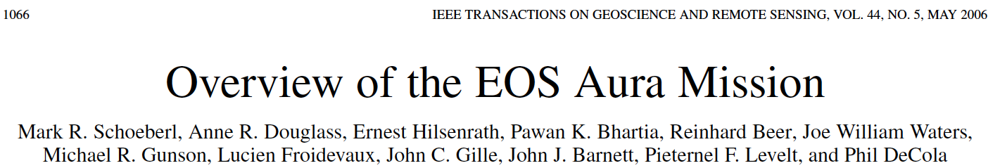 1066 IEEE TRANSACTIONS ON GEOSCIENCE AND REMOTE SENSING, VOL. 44, NO. 5, MAY 2006
Overview of the EOS Aura Mission
Mark R. Schoeberl, Anne R. Douglass, Ernest Hilsenrath, Pawan K. Bhartia, Reinhard Beer, Joe William Waters,
Michael R. Gunson, Lucien Froidevaux, John C. Gille, John J. Barnett, Pieternel F. Levelt, and Phil DeCola